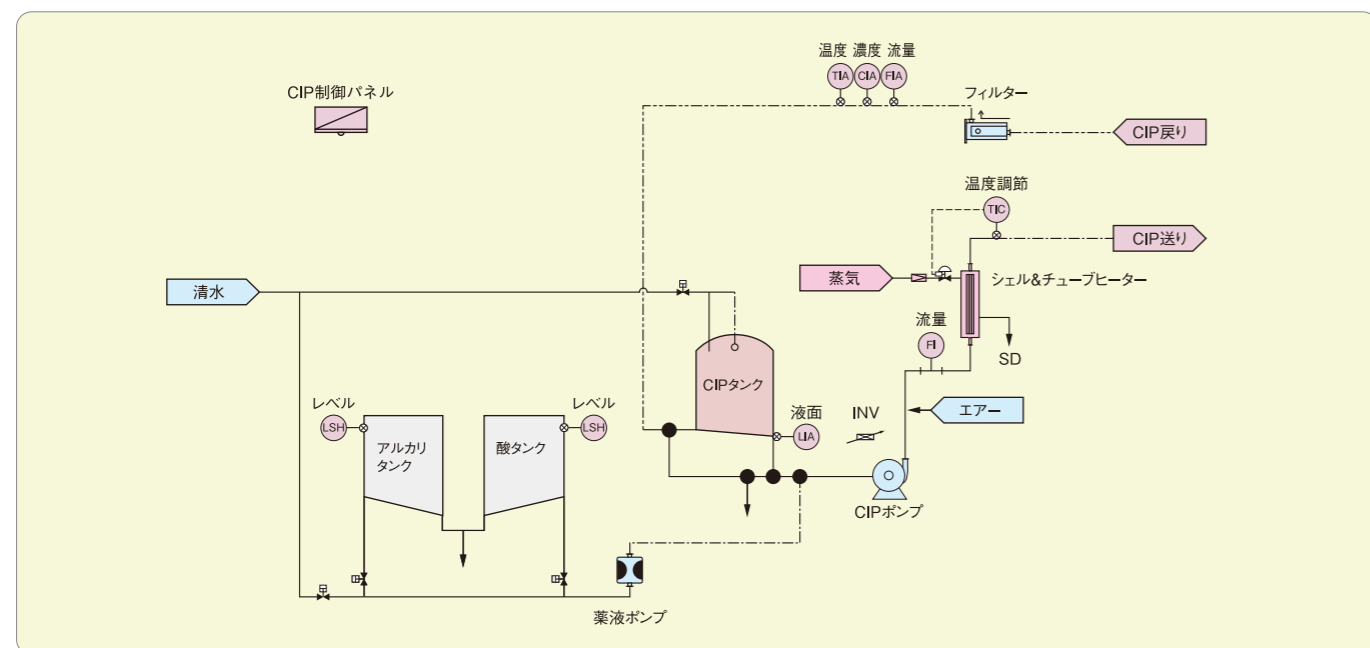 温度 濃度 流量
TIA CIA FIA
フィルター
CIP制御パネル
CIP戻り
温度調節
TIC
CIP送り
蒸気
シェル&チューブヒーター
清水
流量
FI
SD
CIPタンク
エアー
レベル
レベル
液面
INV
LSH
LSH
LIA
アルカリ
タンク
酸タンク
CIPポンプ
薬液ポンプ